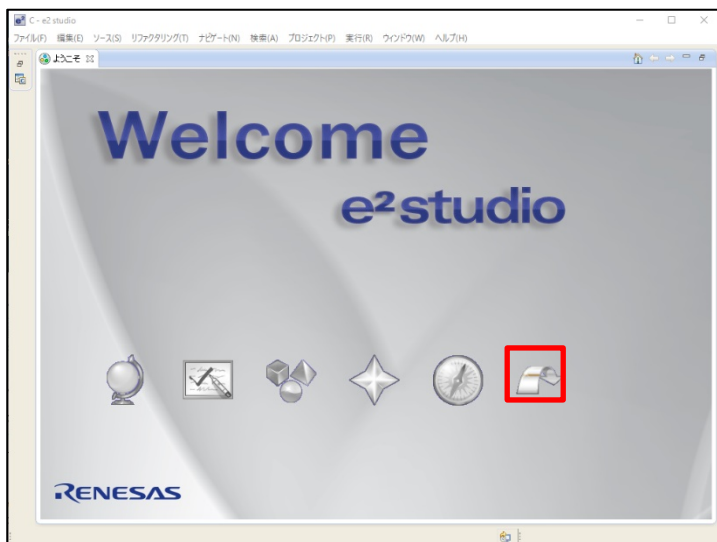 C - e2 studio
ファイル(F) 編集(E) ソース(S) リファクタリング(T) ナビゲート(N) 検索(A) プロジェクト(P) 実行(R) ウィンドウ(W) ヘルプ(H)
ようこそ
Welcome
e²studio
RENESAS